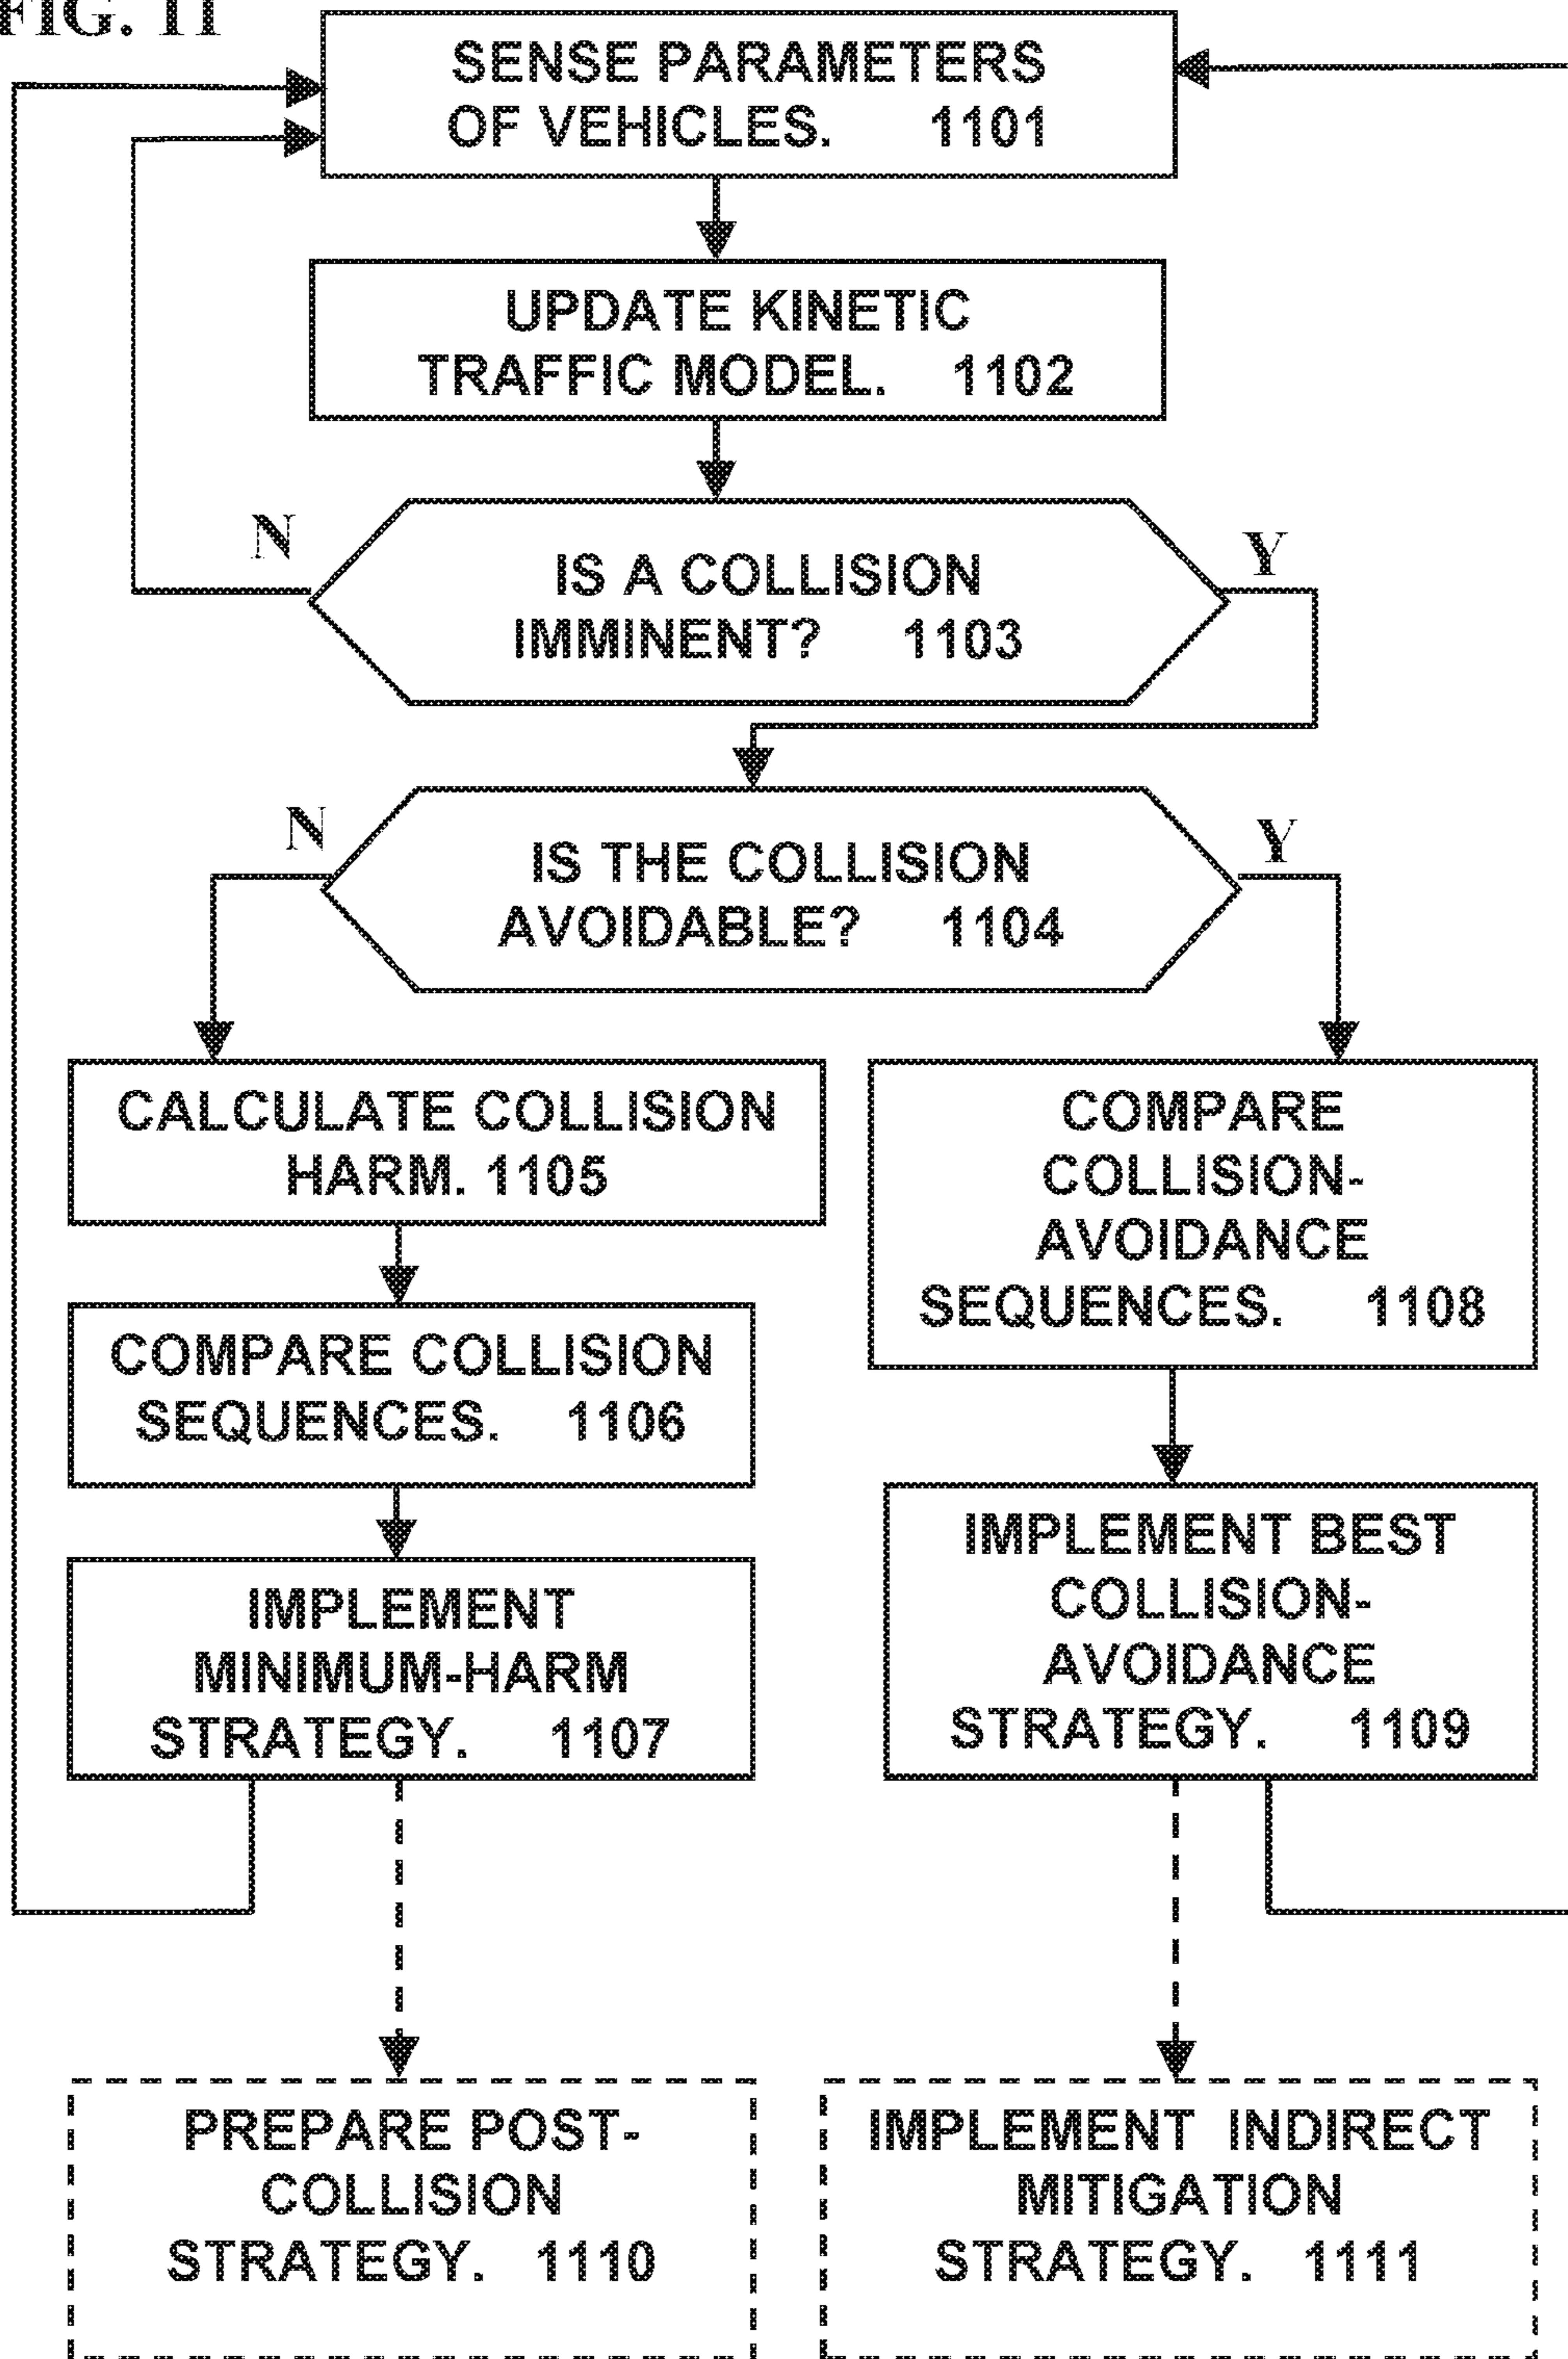 FIG. 11
SENSE PARAMETERS
OF VEHICLES. 1101
UPDATE KINETIC
TRAFFIC MODEL. 1102
N
Y
IS A COLLISION
IMMINENT? 1103
N
Y
IS THE COLLISION
AVOIDABLE? 1104
CALCULATE COLLISION
HARM. 1105
COMPARE COLLISION
SEQUENCES. 1106
IMPLEMENT
MINIMUM-HARM
STRATEGY. 1107
COMPARE
COLLISION-
AVOIDANCE
SEQUENCES. 1108
IMPLEMENT BEST
COLLISION-
AVOIDANCE
STRATEGY. 1109
PREPARE POST-
COLLISION
STRATEGY. 1110
IMPLEMENT INDIRECT
MITIGATION
STRATEGY. 1111